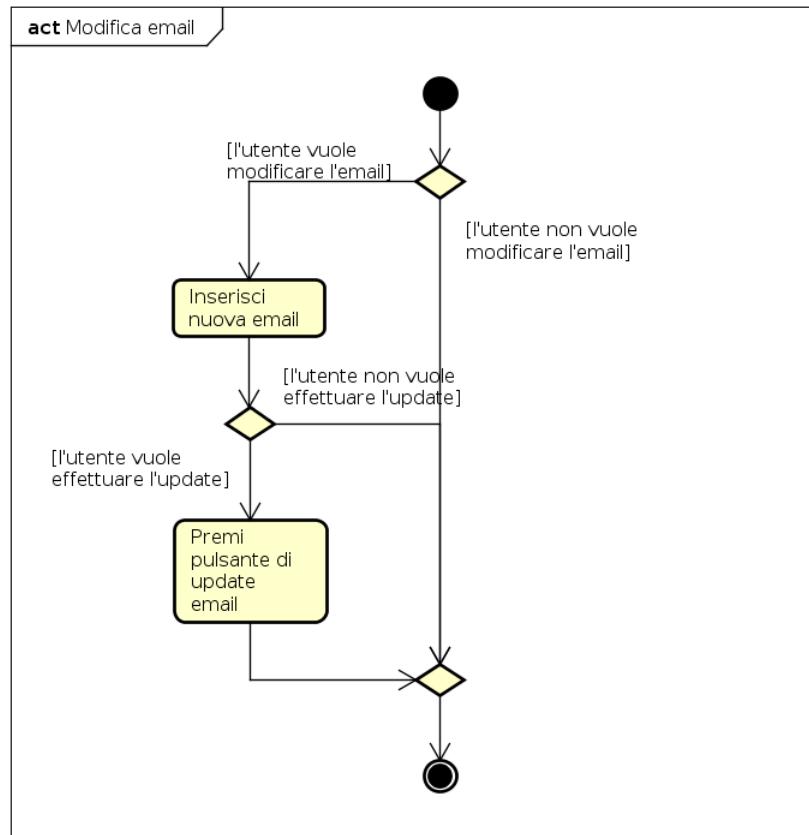 act Modifica email
[l'utente vuole
modificare l'email]
[l'utente non vuole
modificare l'email]
Inserisci
nuova email
[l'utente non vuole
effettuare l'update]
[l'utente vuole
effettuare l'update]
Premi
pulsante di
update
email